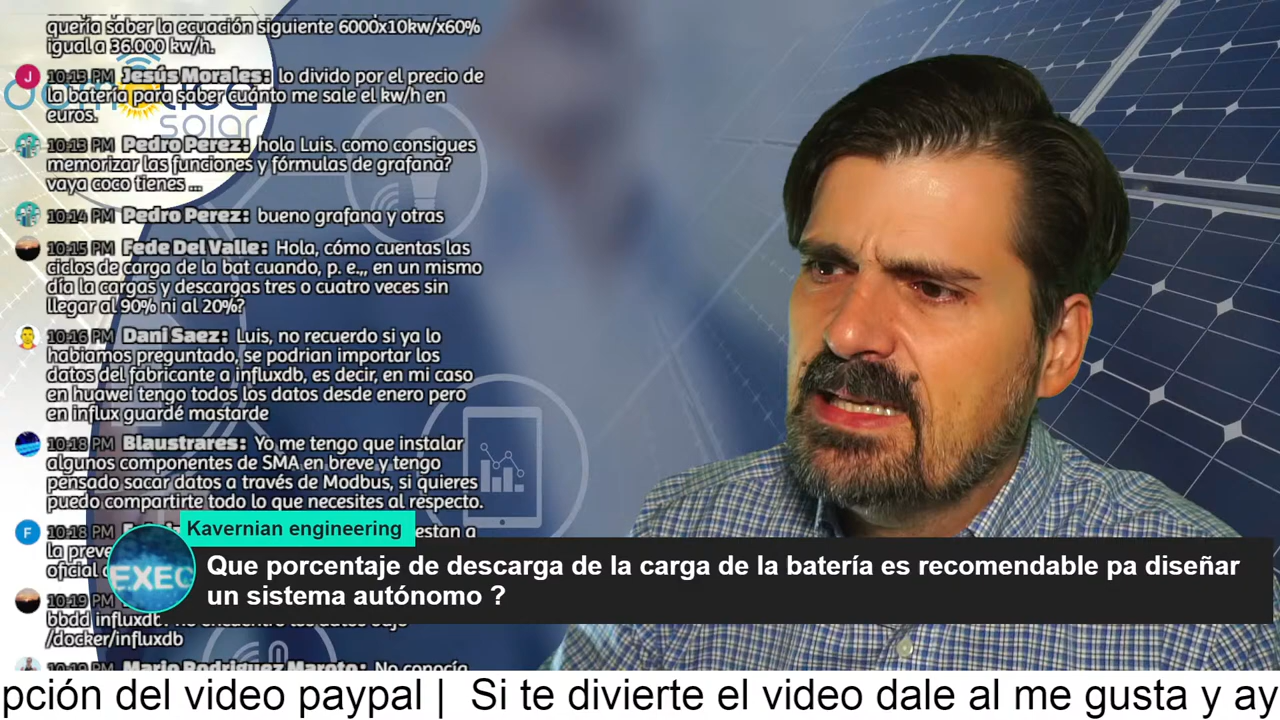 quería saber la ecuación siguiente 6000x10kw/x60%
igual a 36.000 kw/h.
J 10:13 PM Jesús Morales: lo divido por el precio de
la batería para saber cuánto me sale el kw/h en
euros.
solar
10:13 PM Pedro Perez: hola Luis. como consigues
memorizar las funciones y fórmulas de grafana?
vaya coco tienes ...
10:14 PM Pedro Perez: bueno grafana y otras
10:15 PM Fede Del Valle: Hola, cómo cuentas las
ciclos de carga de la bat cuando, p. e.,, en un mismo
día la cargas y descargas tres o cuatro veces sin
llegar al 90% ni al 20%?
10:16 PM Dani Saez: Luis, no recuerdo si ya lo
habiamos preguntado, se podrian importar los
datos del fabricante a influxdb, es decir, en mi caso
en huawei tengo todos los datos desde enero pero
en influx guardé mastarde
10:18 PM Blaustrares: Yo me tengo que instalar
algunos componentes de SMA en breve y tengo
pensado sacar datos a través de Modbus, si quieres
puedo compartirte todo lo que necesites al respecto.
F 10:18 PM estan a
la preve
oficial
Kavernian engineering
EXEC
Que porcentaje de descarga de la carga de la batería es recomendable pa diseñar
un sistema autónomo ?
10:19 PM
bbdd influxdb. no encuentro los datos bajo
/docker/influxdb
10:19 PM Mario Rodriguez Maroto: No conocía
pción del video paypal | Si te divierte el video dale al me gusta y ay